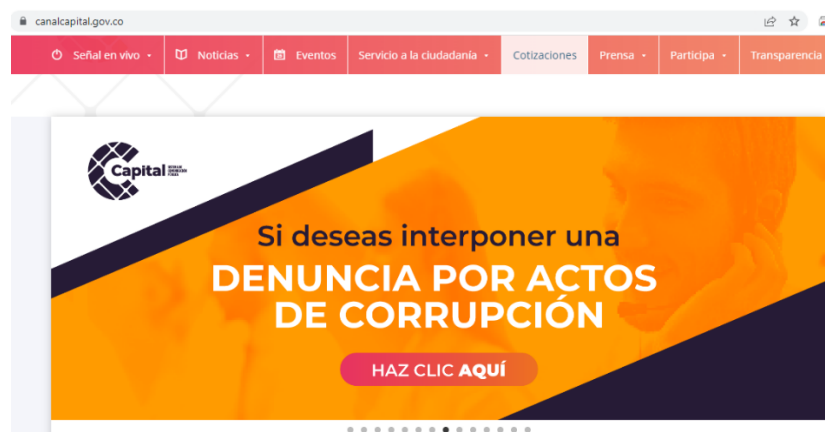 canalcapital.gov.co
Señal en vivo
Noticias
Eventos
Servicio a la ciudadanía
Cotizaciones
Prensa
Participa
Transparencia
Capital
Si deseas interponer una
DENUNCIA POR ACTOS
DE CORRUPCIÓN
HAZ CLIC AQUÍ